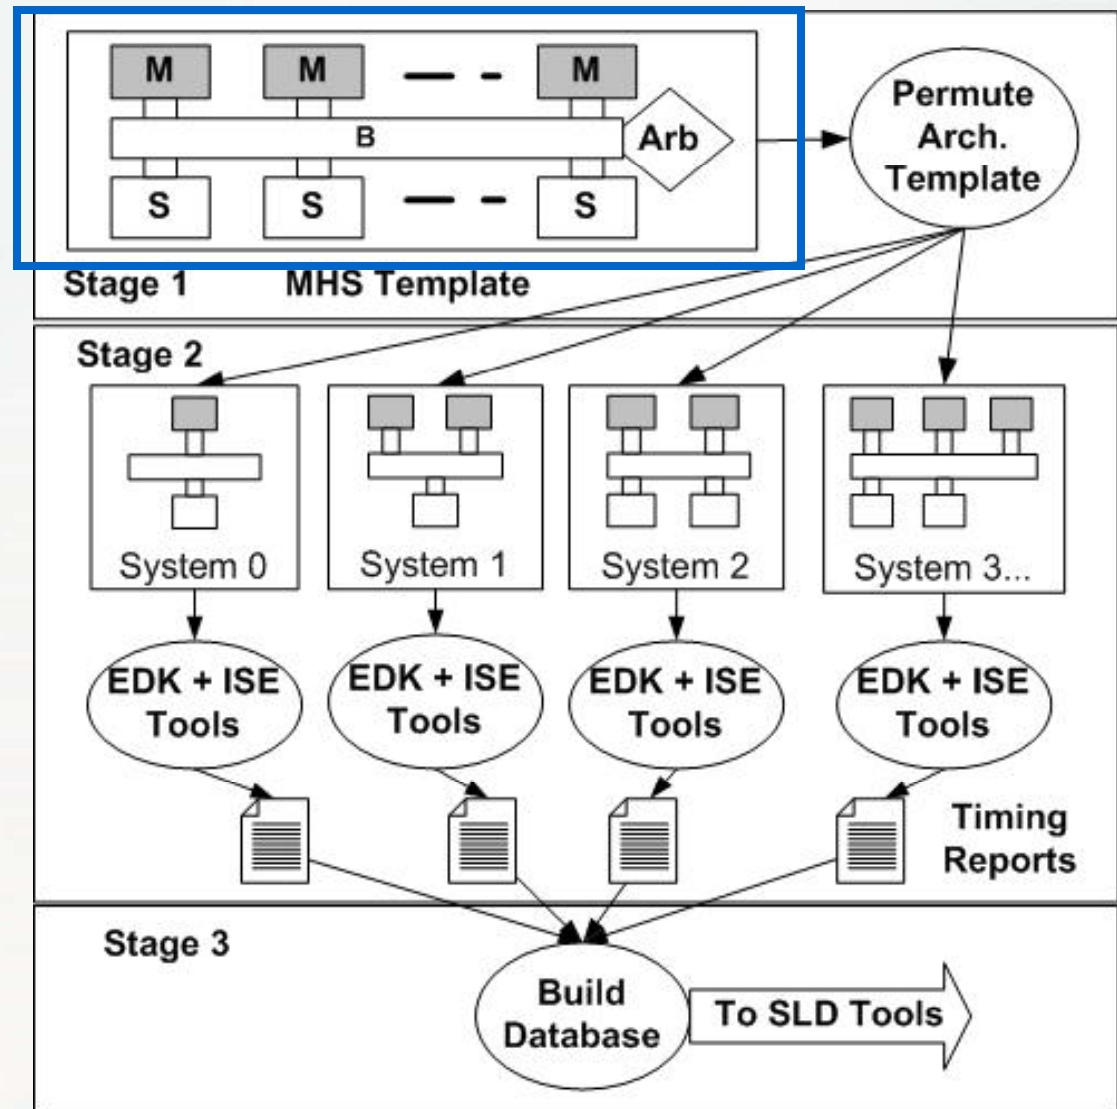 M M M
B
Arb
S S S
Permute
Arch.
Template
Stage 1 MHS Template
Stage 2
System 0 System 1 System 2 System 3...
EDK + ISE
Tools
EDK + ISE
Tools
EDK + ISE
Tools
EDK + ISE
Tools
Timing
Reports
Stage 3
Build
Database
To SLD Tools